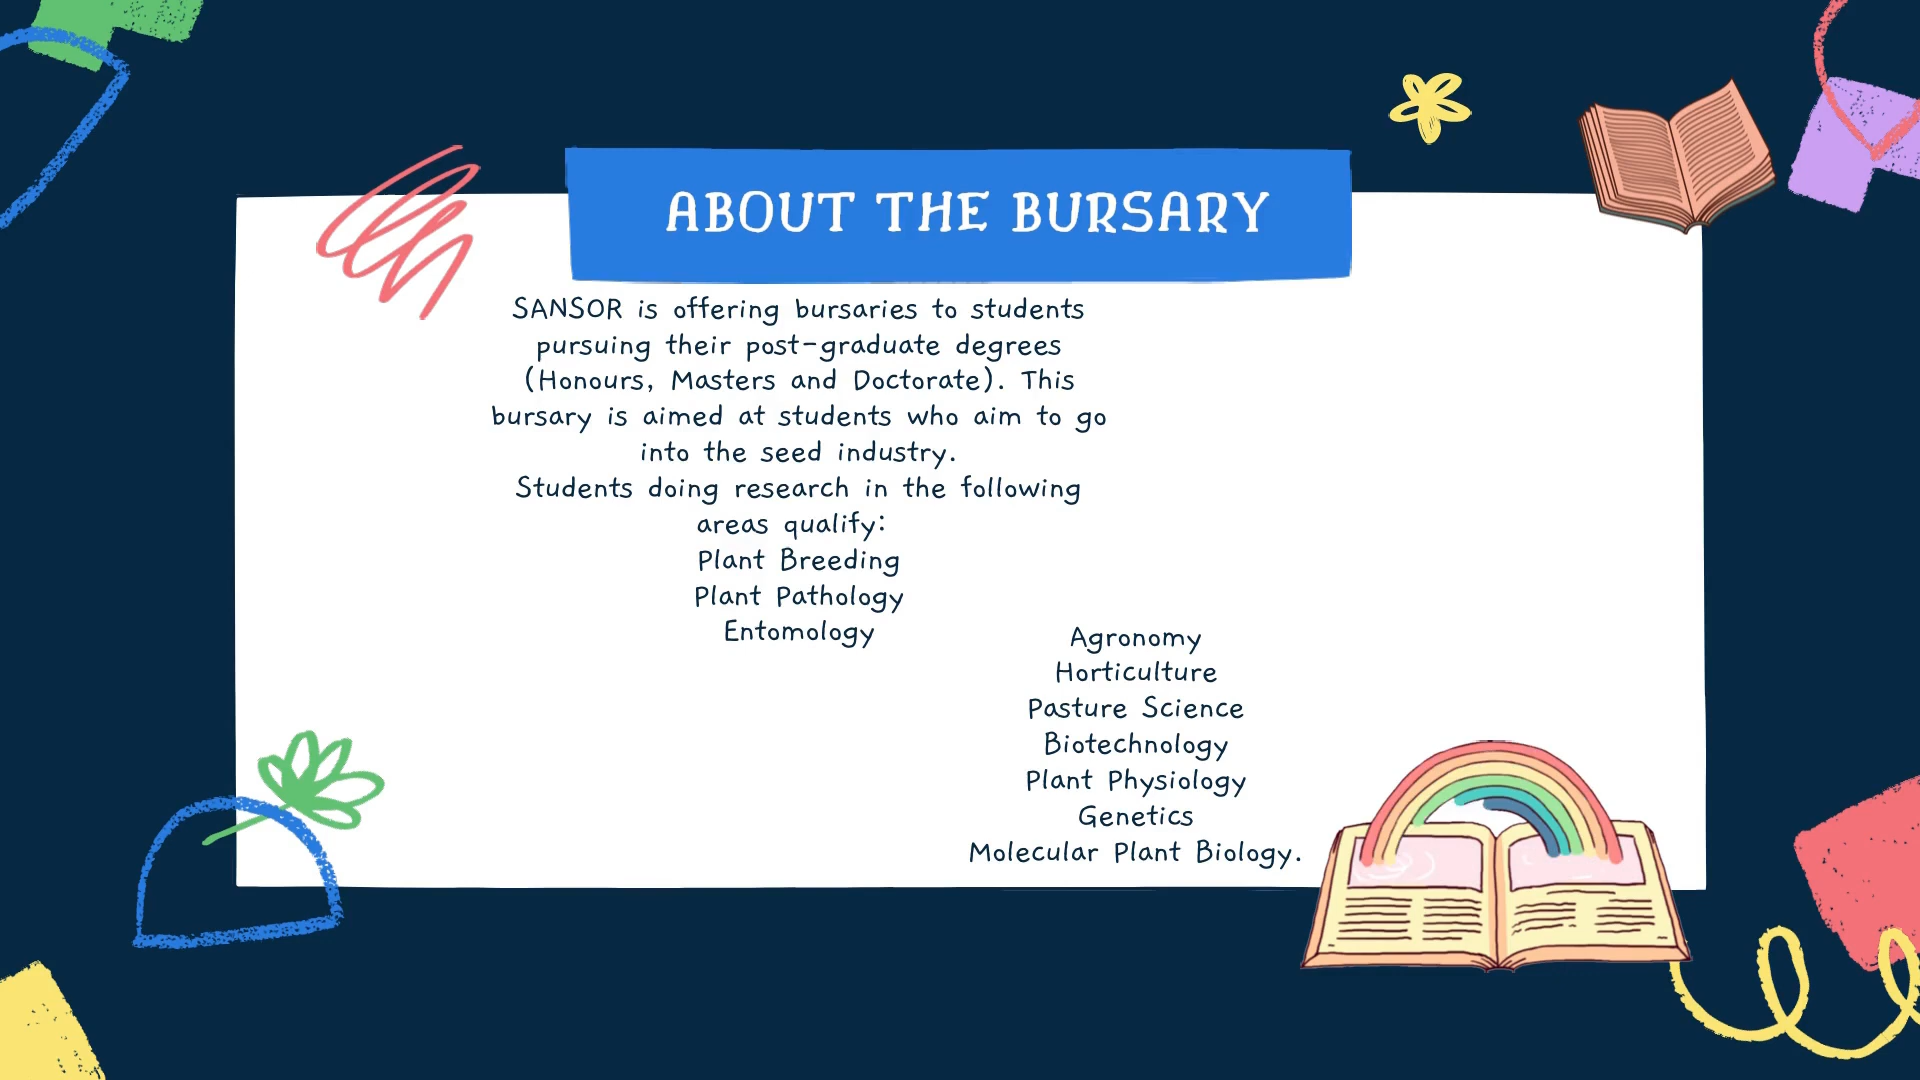 ABOUT THE BURSARY
SANSOR is offering bursaries to students
pursuing their post-graduate degrees
(Honours, Masters and Doctorate). This
bursary is aimed at students who aim to go
into the seed industry.
Students doing research in the following
areas qualify:
Plant Breeding
Plant Pathology
Entomology
Agronomy
Horticulture
Pasture Science
Biotechnology
Plant Physiology
Genetics
Molecular Plant Biology.